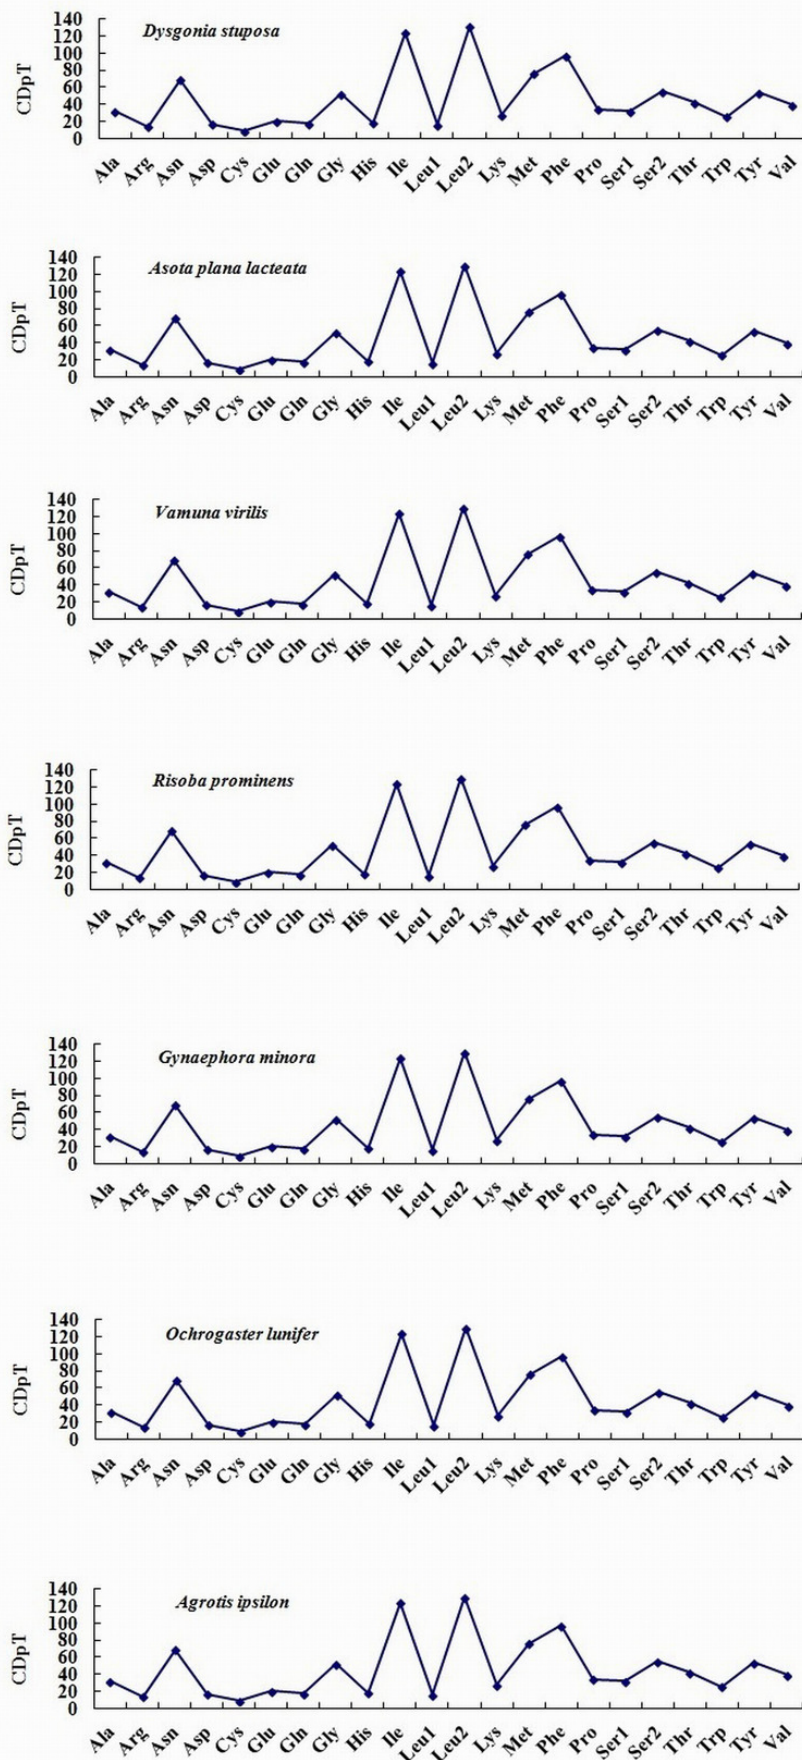 Dysgonia stuposa
CDpT
140
120
100
80
60
40
20
0
Ala Arg Asn Asp Cys Glu Gln Gly His Ile Leu1 Leu2 Lys Met Phe Pro Ser1 Ser2 Thr Trp Tyr Val
Asota plana lacteata
CDpT
140
120
100
80
60
40
20
0
Ala Arg Asn Asp Cys Glu Gln Gly His Ile Leu1 Leu2 Lys Met Phe Pro Ser1 Ser2 Thr Trp Tyr Val
Vamuna virilis
CDpT
140
120
100
80
60
40
20
0
Ala Arg Asn Asp Cys Glu Gln Gly His Ile Leu1 Leu2 Lys Met Phe Pro Ser1 Ser2 Thr Trp Tyr Val
Risoba prominens
CDpT
140
120
100
80
60
40
20
0
Ala Arg Asn Asp Cys Glu Gln Gly His Ile Leu1 Leu2 Lys Met Phe Pro Ser1 Ser2 Thr Trp Tyr Val
Gynaephora minora
CDpT
140
120
100
80
60
40
20
0
Ala Arg Asn Asp Cys Glu Gln Gly His Ile Leu1 Leu2 Lys Met Phe Pro Ser1 Ser2 Thr Trp Tyr Val
Ochrogaster lunifer
CDpT
140
120
100
80
60
40
20
0
Ala Arg Asn Asp Cys Glu Gln Gly His Ile Leu1 Leu2 Lys Met Phe Pro Ser1 Ser2 Thr Trp Tyr Val
Agrotis ipsilon
CDpT
140
120
100
80
60
40
20
0
Ala Arg Asn Asp Cys Glu Gln Gly His Ile Leu1 Leu2 Lys Met Phe Pro Ser1 Ser2 Thr Trp Tyr Val